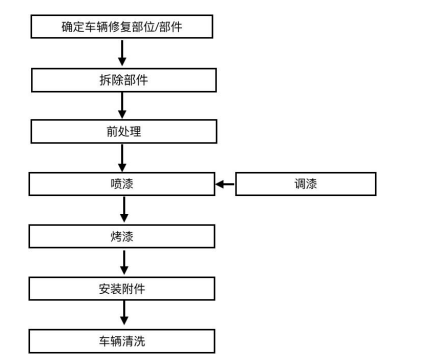 确定车辆修复部位/部件
拆除部件
前处理
喷漆
调漆
烤漆
安装附件
车辆清洗